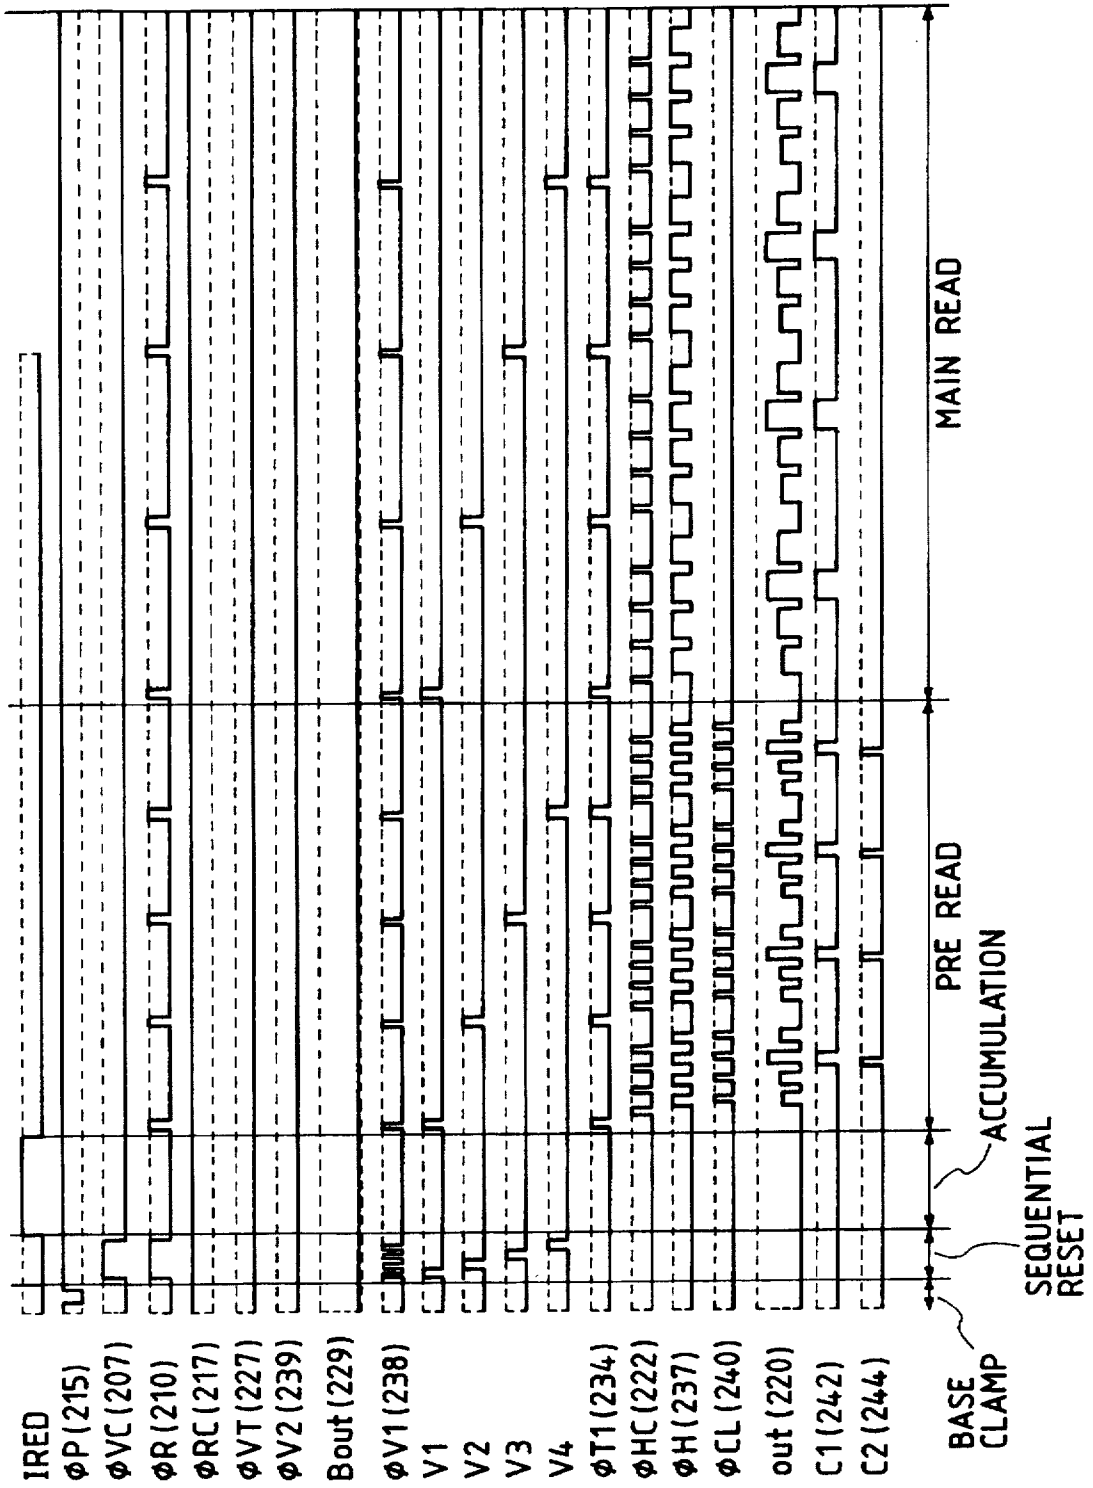 IRED
ΦP(215)
ΦVC(207)
ΦR(210)
ΦRC(217)
ΦVT(227)
ΦV2(239)
Bout(229)
ΦV1(238)
V1
V2
V3
V4
ΦT1(234)
ΦHC(222)
ΦH(237)
ΦCL(240)
out(220)
C1(242)
C2(244)
BASE
CLAMP
SEQUENTIAL
RESET
ACCUMULATION
PRE READ
MAIN READ